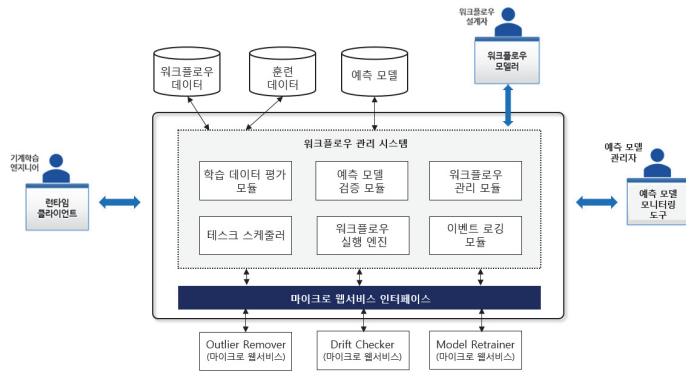 워크플로우
설계자
워크플로우
모델러
워크플로우
데이터
훈련
데이터
예측 모델
워크플로우 관리 시스템
학습 데이터 평가
모듈
예측 모델
검증 모듈
워크플로우
관리 모듈
테스크 스케줄러
워크플로우
실행 엔진
이벤트 로깅
모듈
기계학습
엔지니어
런타임
클라이언트
예측 모델
관리자
예측 모델
모니터링
도구
마이크로 웹서비스 인터페이스
Outlier Remover
(마이크로 웹서비스)
Drift Checker
(마이크로 웹서비스)
Model Retrainer
(마이크로 웹서비스)